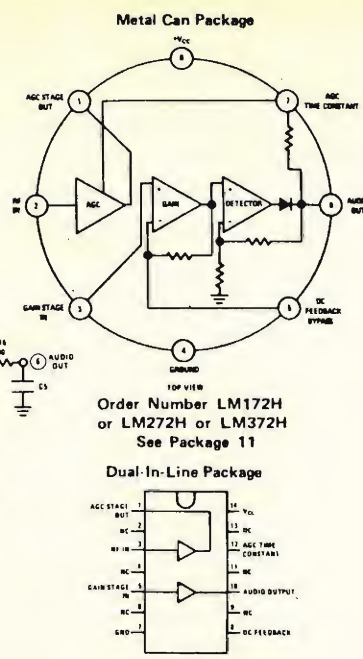 Metal Can Package
+VCC
8
AGC STAGE
OUT
1
7
AGC
TIME CONSTANT
RF
IN
2
AGC
GAIN
DETECTOR
6
AUDIO
OUT
GAIN STAGE
IN
3
5
DC
FEEDBACK
BYPASS
4
GROUND
6
AUDIO
OUT
C5
TOP VIEW
Order Number LM172H
or LM272H or LM372H
See Package 11
Dual-In-Line Package
AGC STAGE
OUT
1
14
VCC
NC
2
13
NC
RF IN
3
12
AGC TIME
CONSTANT
NC
4
11
NC
GAIN STAGE
IN
5
10
AUDIO OUTPUT
NC
6
9
NC
GND
7
8
DC FEEDBACK